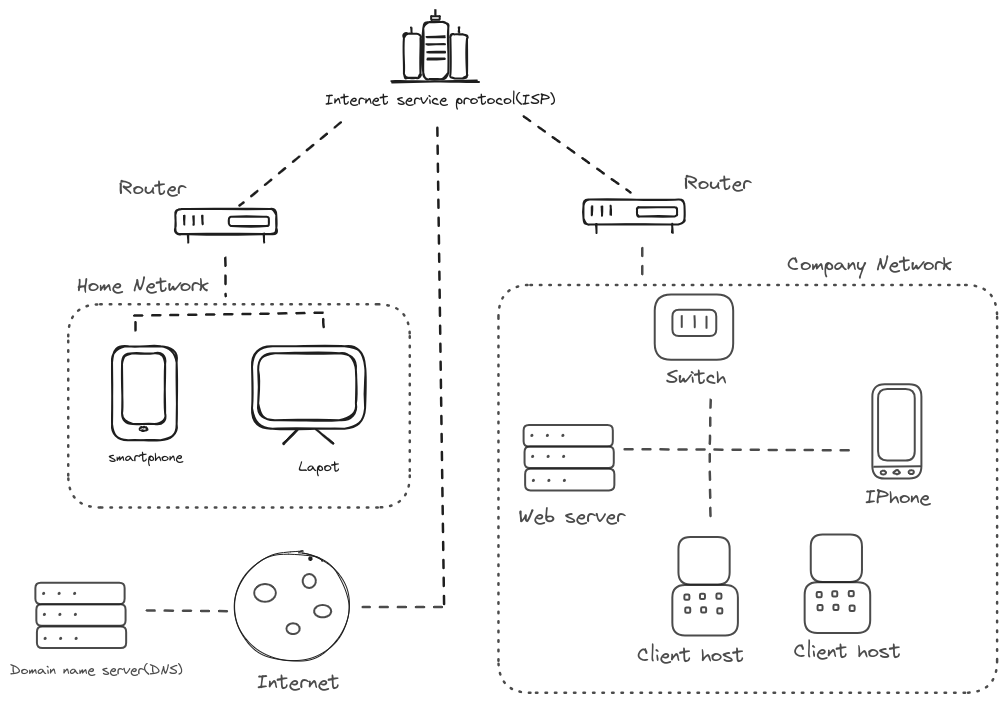 Internet service protocol(ISP)
Router
Router
Home Network
Company Network
Switch
smartphone
Lapot
IPhone
Web server
Client host
Client host
Domain name server(DNS)
Internet